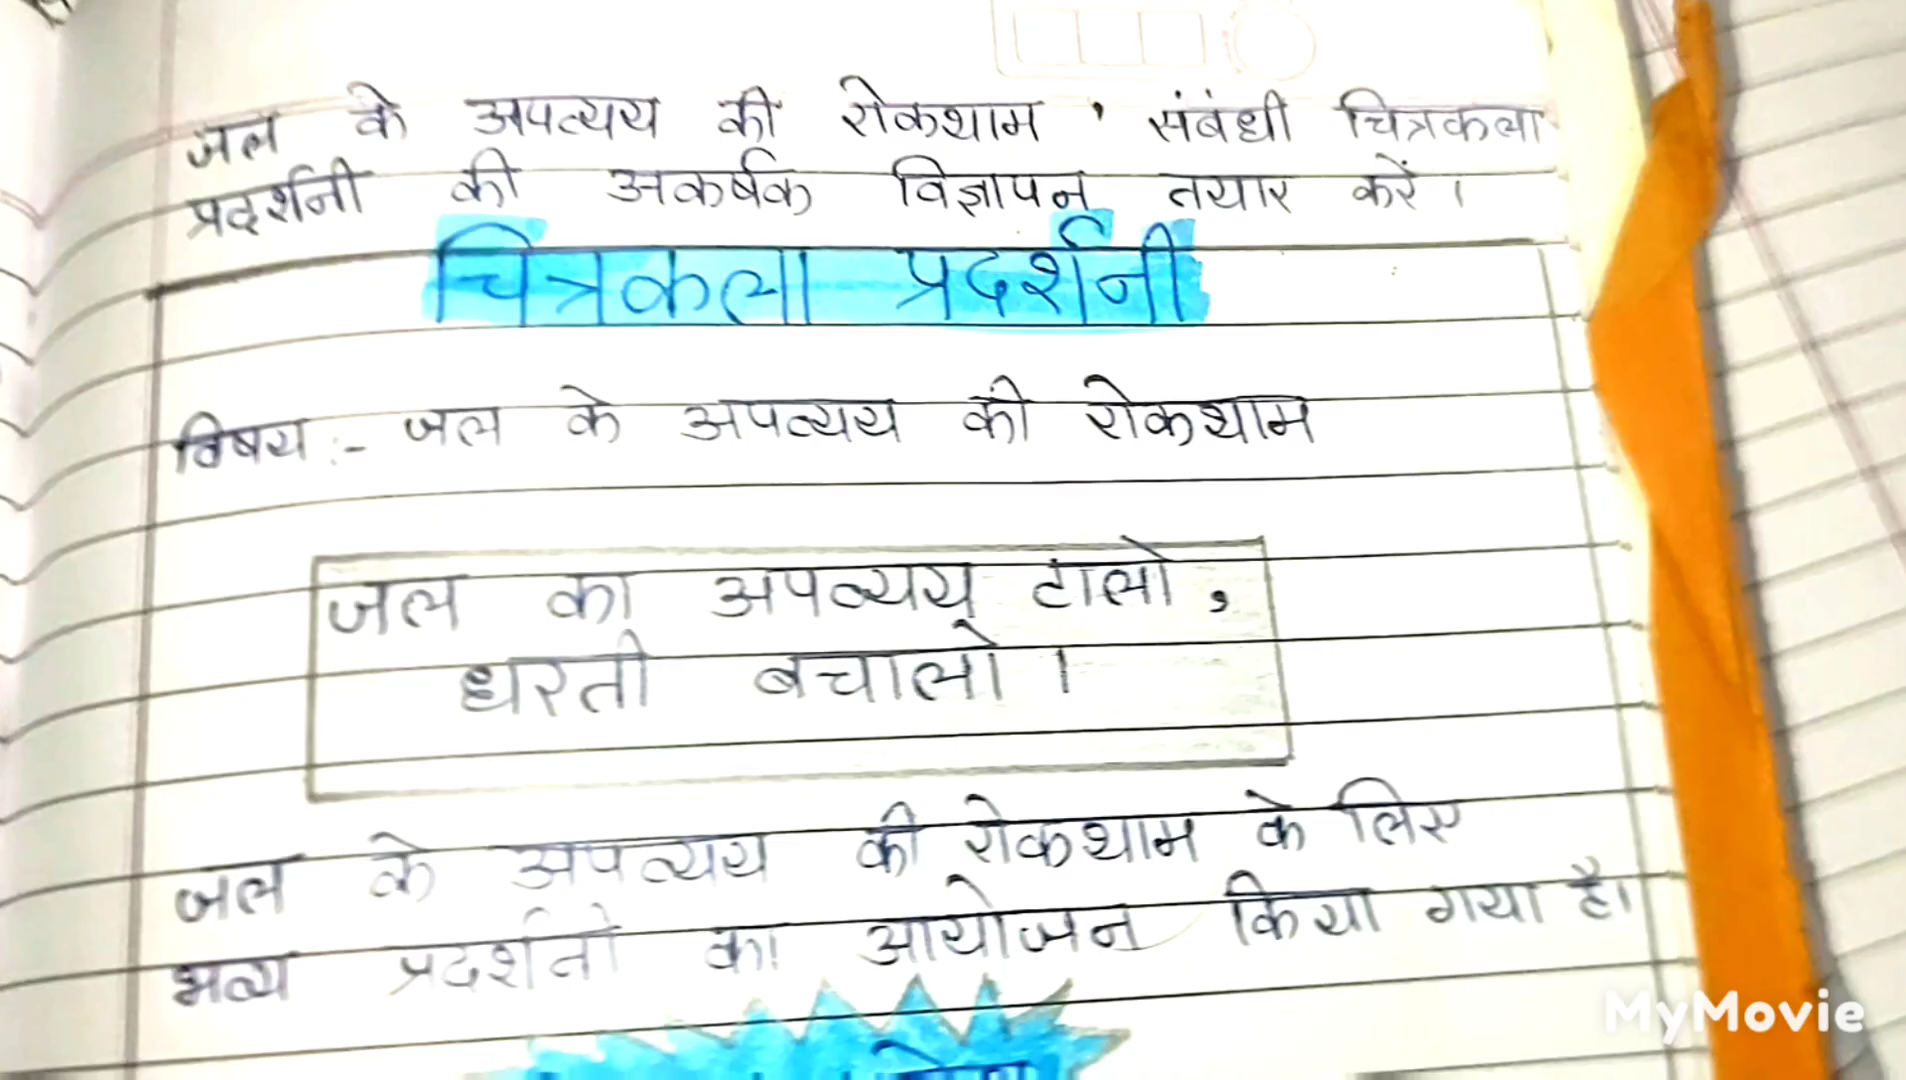 जल के अपव्यय की रोकथाम ' संबंधी चित्रकला
प्रदर्शनी की अकर्षक विज्ञापन तयार करें ।
चित्रकला प्रदर्शनी
विषय :- जल के अपव्यय की रोकथाम
जल का अपव्यय टालो ,
धरती बचालो ।
जल के अपव्यय की रोकथाम के लिए
भव्य प्रदर्शनी का आयोजन किया गया है।
MyMovie